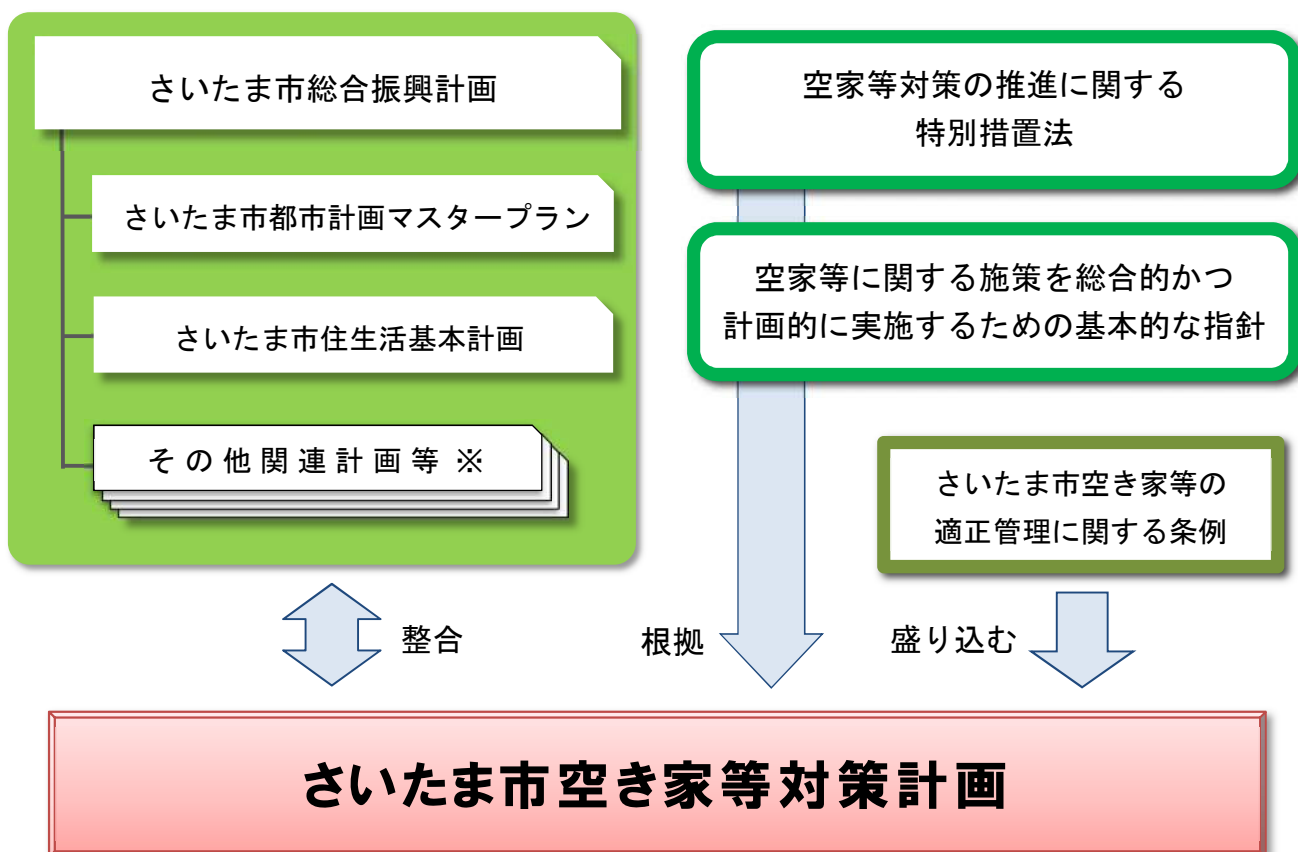 さいたま市総合振興計画
さいたま市都市計画マスタープラン
さいたま市住生活基本計画
その他関連計画等 ※
空家等対策の推進に関する
特別措置法
空家等に関する施策を総合的かつ
計画的に実施するための基本的な指針
さいたま市空き家等の
適正管理に関する条例
整合
根拠
盛り込む
さいたま市空き家等対策計画